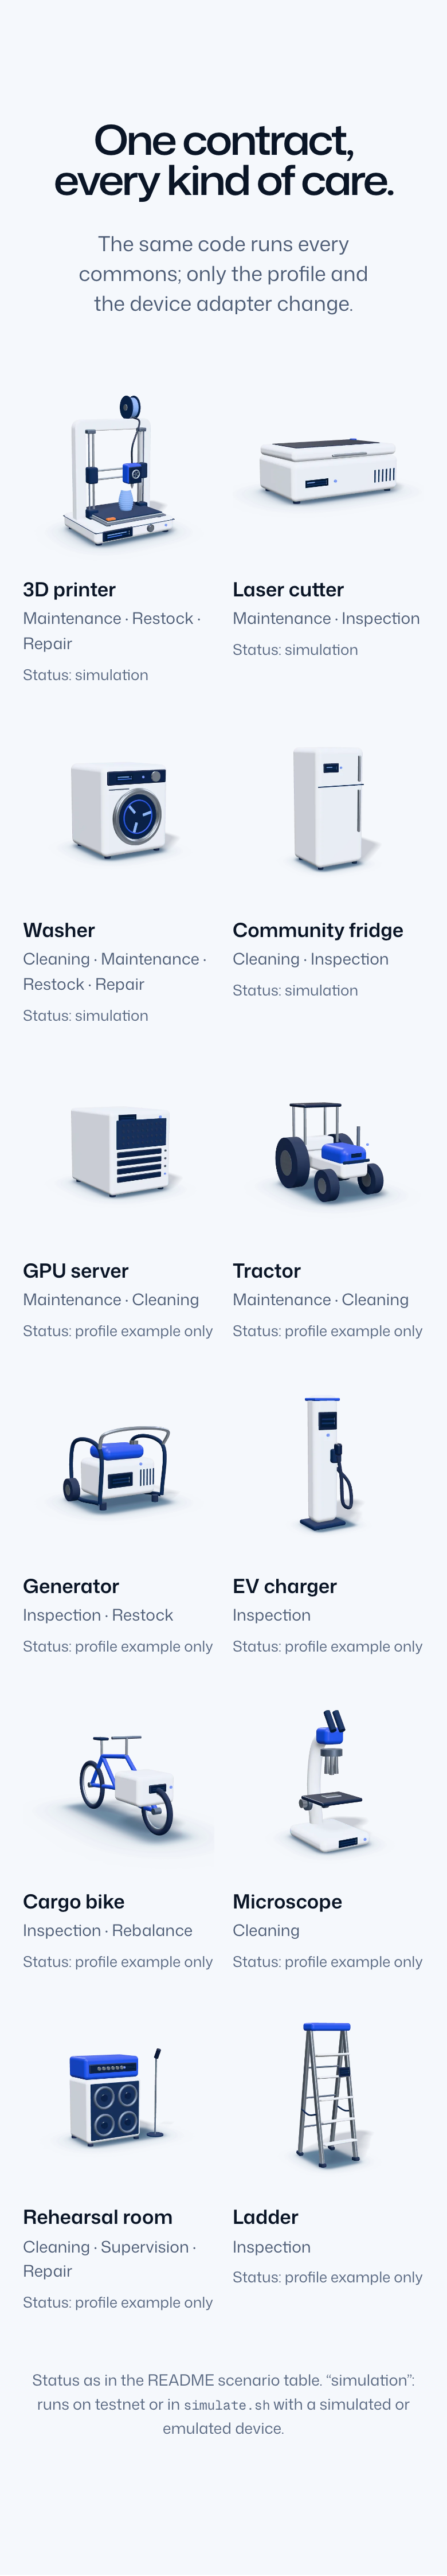 One contract,
every kind of care.
The same code runs every
commons; only the profile and
the device adapter change.
3D printer
Maintenance · Restock ·
Repair
Status: simulation
Laser cutter
Maintenance · Inspection
Status: simulation
Washer
Cleaning · Maintenance ·
Restock · Repair
Status: simulation
Community fridge
Cleaning · Inspection
Status: simulation
GPU server
Maintenance · Cleaning
Status: profile example only
Tractor
Maintenance · Cleaning
Status: profile example only
Generator
Inspection · Restock
Status: profile example only
EV charger
Inspection
Status: profile example only
Cargo bike
Inspection · Rebalance
Status: profile example only
Microscope
Cleaning
Status: profile example only
Rehearsal room
Cleaning · Supervision ·
Repair
Status: profile example only
Ladder
Inspection
Status: profile example only
Status as in the README scenario table. “simulation”:
runs on testnet or in simulate.sh with a simulated or
emulated device.